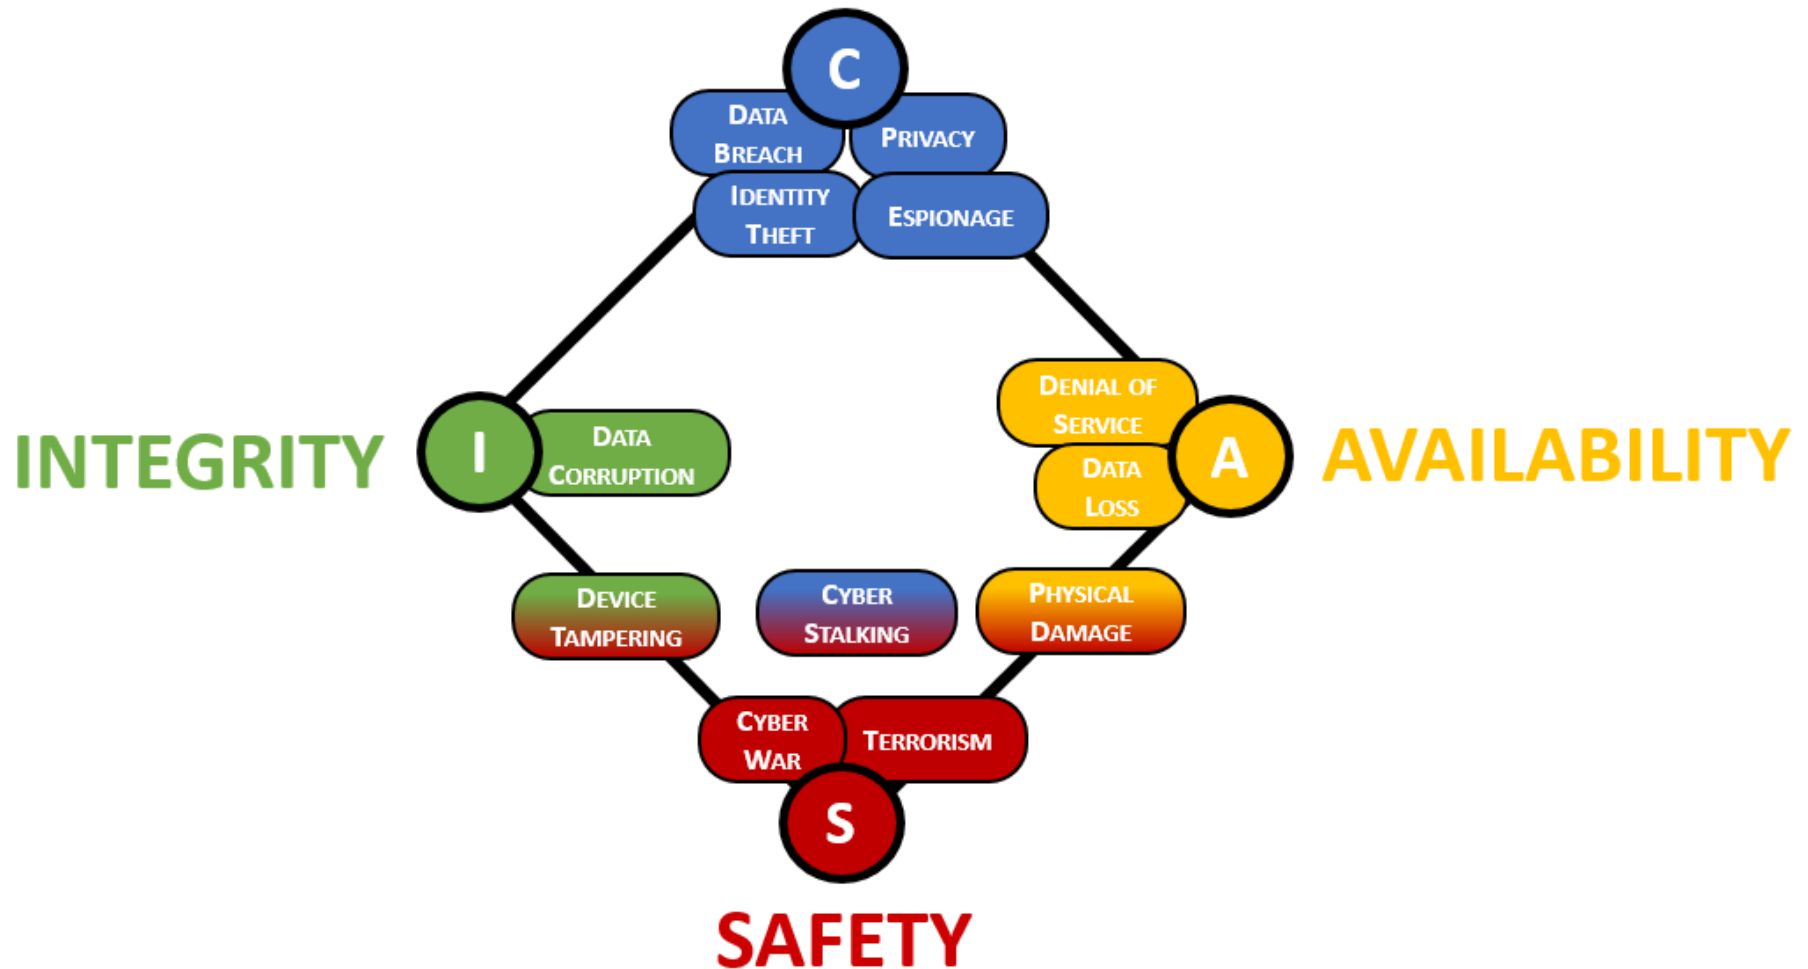 C
DATA
BREACH
PRIVACY
IDENTITY
THEFT
ESPIONAGE
DENIAL OF
SERVICE
INTEGRITY
I
DATA
CORRUPTION
DATA
LOSS
A
AVAILABILITY
DEVICE
TAMPERING
CYBER
STALKING
PHYSICAL
DAMAGE
CYBER
WAR
TERRORISM
S
SAFETY